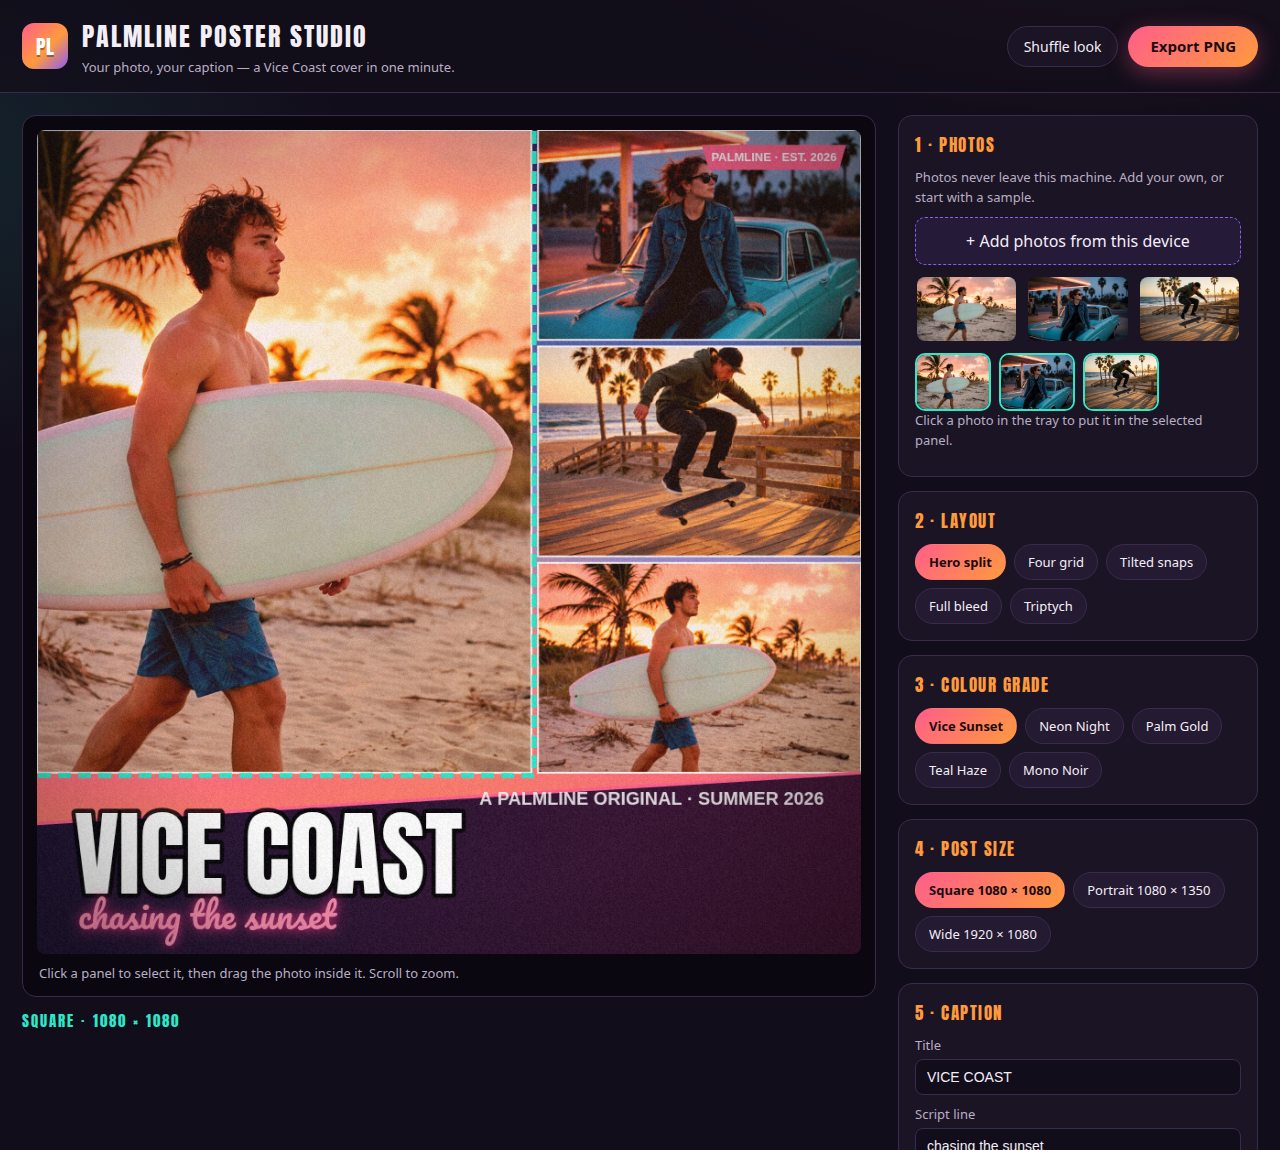 PL
PALMLINE POSTER STUDIO
Your photo, your caption — a Vice Coast cover in one minute.
Shuffle look
Export PNG
PALMLINE · EST. 2026
A PALMLINE ORIGINAL · SUMMER 2026
VICE COAST
chasing the sunset
Click a panel to select it, then drag the photo inside it. Scroll to zoom.
SQUARE · 1080 × 1080
1 · PHOTOS
Photos never leave this machine. Add your own, or
start with a sample.
+ Add photos from this device
Click a photo in the tray to put it in the selected
panel.
2 · LAYOUT
Hero split
Four grid
Tilted snaps
Full bleed
Triptych
3 · COLOUR GRADE
Vice Sunset
Neon Night
Palm Gold
Teal Haze
Mono Noir
4 · POST SIZE
Square 1080 × 1080
Portrait 1080 × 1350
Wide 1920 × 1080
5 · CAPTION
Title
VICE COAST
Script line
chasing the sunset